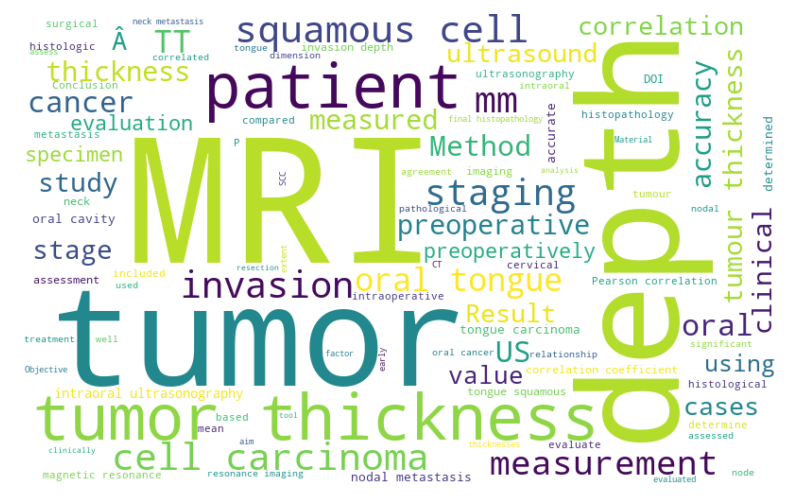 surgical
neck metastasis
histologic
Â
TT
correlated
assess
squamous cell
tongue
invasion depth
dimension
correlation
thickness
Conclusion
ultrasound
ultrasonography
intraoral
DOI
cancer
patient
mm
evaluation
compared
measured
final histopathology
accurate
histopathology
accuracy
thickness
determined
metastasis
specimen
P
MRI
Method
agreement
imaging
analysis
Material
tumour
depth
study
neck
SCC
staging
pathological
nodal
oral cavity
preoperative
stage
preoperatively
tumour
clinical
assessment
included
used
invasion
resection
extent
oral tongue
CT
cervical
Pearson correlation
intraoperative
tumor
Result
tongue carcinoma
oral
significant
treatment
well
factor
early
oral cancer
US
relationship
Objective
value
correlation coefficient
using
histological
intraoral ultrasonography
tongue squamous
tumor thickness
based
mean
tool
cases
determine
assessed
clinically
aim
thicknesses
evaluate
cell carcinoma
measurement
magnetic resonance
resonance imaging
nodal metastasis
evaluated
node